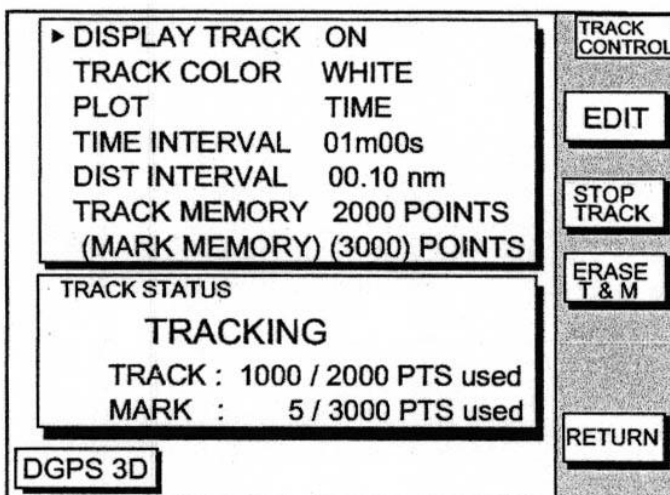 ▶ DISPLAY TRACK ON
TRACK COLOR WHITE
PLOT TIME
TIME INTERVAL 01m00s
DIST INTERVAL 00.10 nm
TRACK MEMORY 2000 POINTS
(MARK MEMORY) (3000) POINTS
TRACK STATUS
TRACKING
TRACK : 1000 / 2000 PTS used
MARK : 5 / 3000 PTS used
DGPS 3D
TRACK
CONTROL
EDIT
STOP
TRACK
ERASE
T & M
RETURN